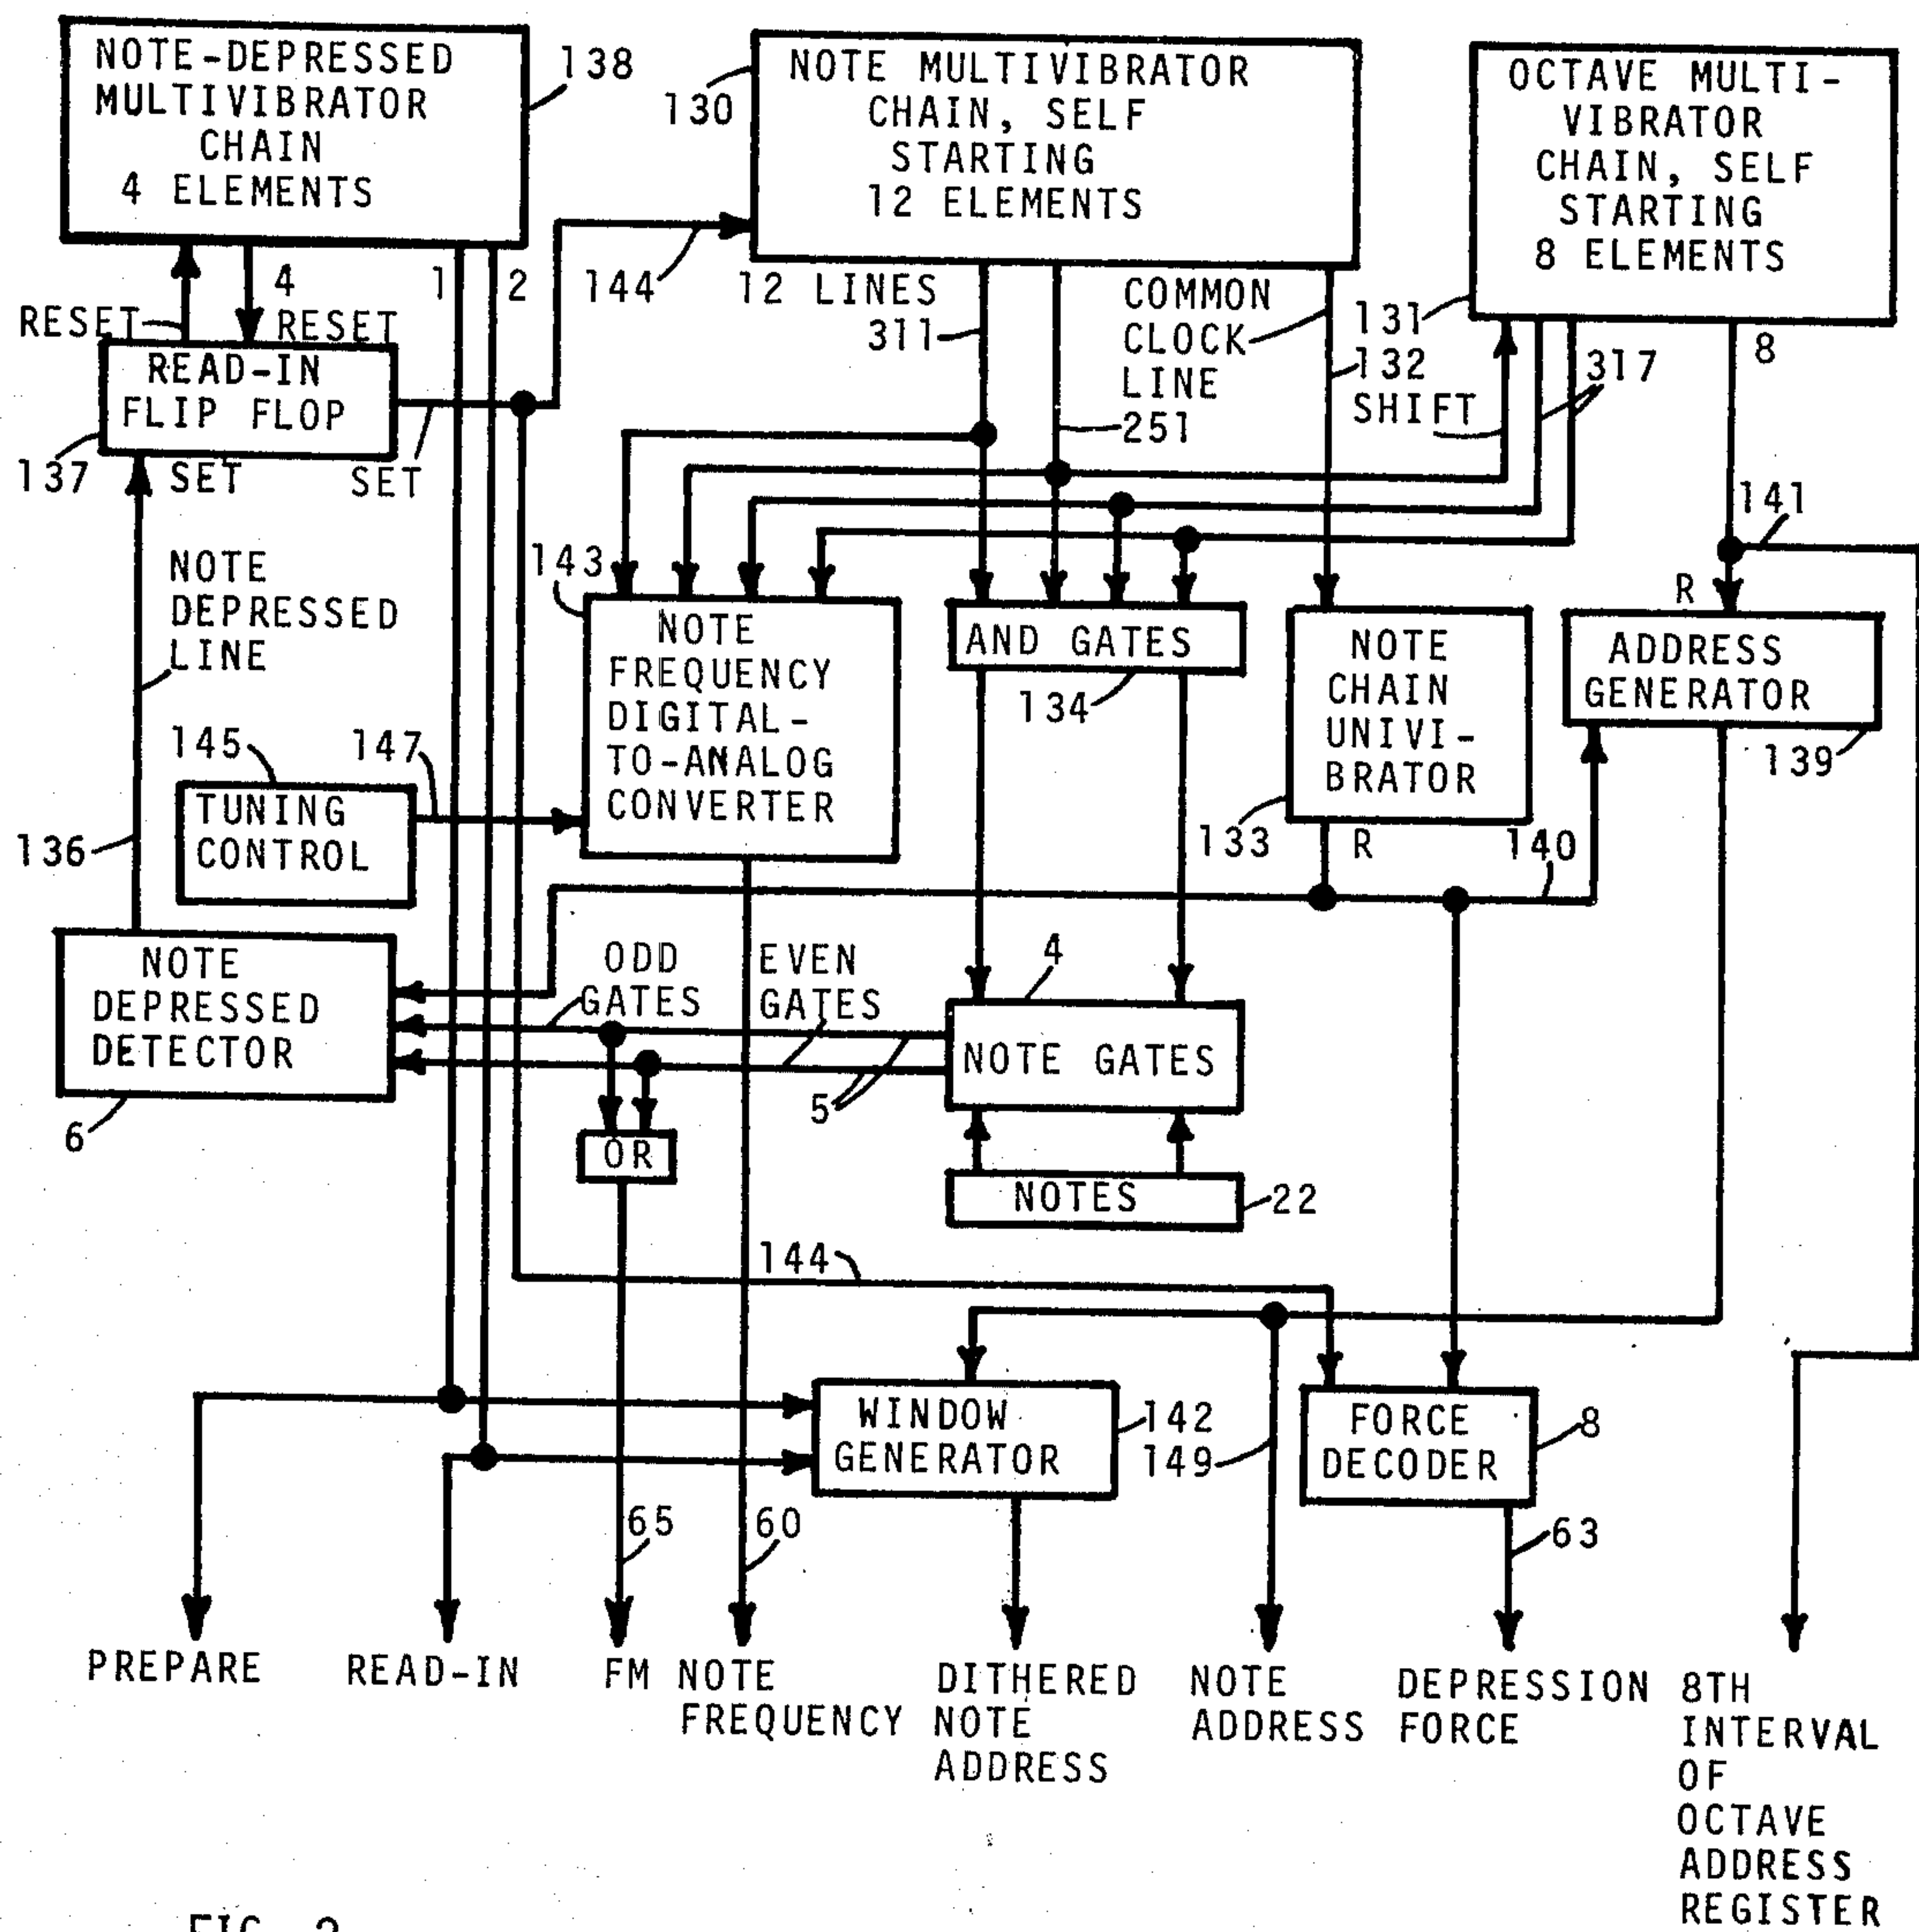 NOTE-DEPRESSED
MULTIVIBRATOR
CHAIN
4 ELEMENTS
138
130
NOTE MULTIVIBRATOR
CHAIN, SELF
STARTING
12 ELEMENTS
OCTAVE MULTI-
VIBRATOR
CHAIN, SELF
STARTING
8 ELEMENTS
RESET
4
RESET
1
2
144
12 LINES
311
COMMON
CLOCK
LINE
251
131
132
SHIFT
317
8
141
READ-IN
FLIP FLOP
137
SET
SET
NOTE
DEPRESSED
LINE
143
NOTE
FREQUENCY
DIGITAL-
TO-ANALOG
CONVERTER
AND GATES
134
NOTE
CHAIN
UNIVI-
BRATOR
133
R
R
ADDRESS
GENERATOR
139
140
145
147
TUNING
CONTROL
136
NOTE
DEPRESSED
DETECTOR
6
ODD
GATES
EVEN
GATES
4
NOTE GATES
5
OR
NOTES
22
144
WINDOW
GENERATOR
142
149
FORCE
DECODER
8
65
60
63
PREPARE
READ-IN
FM
NOTE
FREQUENCY
DITHERED
NOTE
ADDRESS
NOTE
ADDRESS
DEPRESSION
FORCE
8TH
INTERVAL
OF
OCTAVE
ADDRESS
REGISTER
FIG. 2